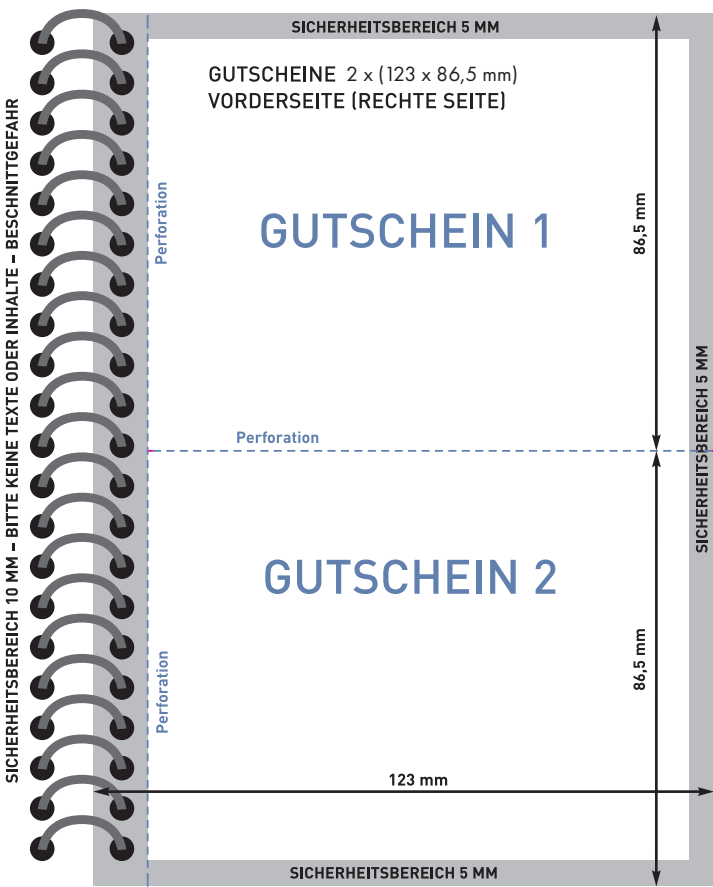 SICHERHEITSBEREICH 5 MM
GUTSCHEINE 2 x (123 x 86,5 mm)
VORDERSEITE (RECHTE SEITE)
SICHERHEITSBEREICH 10 MM – BITTE KEINE TEXTE ODER INHALTE – BESCHNITTGEFAHR
Perforation
GUTSCHEIN 1
86,5 mm
SICHERHEITSBEREICH 5 MM
Perforation
GUTSCHEIN 2
Perforation
86,5 mm
123 mm
SICHERHEITSBEREICH 5 MM